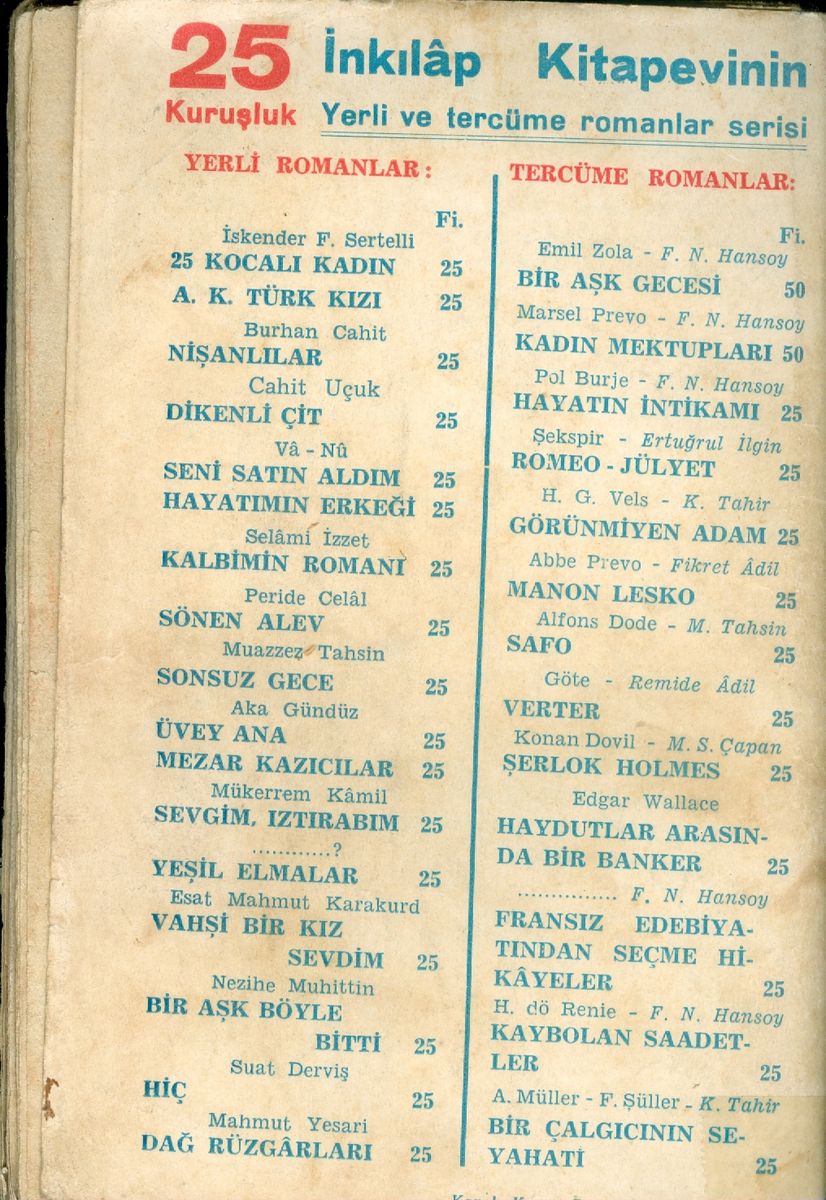 25 İnkılâp Kitapevinin
Kuruşluk Yerli ve tercüme romanlar serisi
YERLİ ROMANLAR:
Fi.
İskender F. Sertelli
25 KOCALI KADIN 25
A. K. TÜRK KIZI 25
Burhan Cahit
NİŞANLILAR 25
Cahit Uçuk
DİKENLİ ÇİT 25
Vâ - Nû
SENİ SATIN ALDIM 25
HAYATIMIN ERKEĞİ 25
Selâmi İzzet
KALBİMİN ROMANI 25
Peride Celâl
SÖNEN ALEV 25
Muazzez Tahsin
SONSUZ GECE 25
Aka Gündüz
ÜVEY ANA 25
MEZAR KAZICILAR 25
Mükerrem Kâmil
SEVGİM, IZTIRABIM 25
............?
YEŞİL ELMALAR 25
Esat Mahmut Karakurd
VAHŞİ BİR KIZ
SEVDİM 25
Nezihe Muhittin
BİR AŞK BÖYLE
BİTTİ 25
Suat Derviş
HİÇ 25
Mahmut Yesari
DAĞ RÜZGÂRLARI 25
TERCÜME ROMANLAR:
Fi.
Emil Zola - F. N. Hansoy
BİR AŞK GECESİ 50
Marsel Prevo - F. N. Hansoy
KADIN MEKTUPLARI 50
Pol Burje - F. N. Hansoy
HAYATIN İNTİKAMI 25
Şekspir - Ertuğrul İlgin
ROMEO - JÜLYET 25
H. G. Vels - K. Tahir
GÖRÜNMİYEN ADAM 25
Abbe Prevo - Fikret Âdil
MANON LESKO 25
Alfons Dode - M. Tahsin
SAFO 25
Göte - Remide Âdil
VERTER 25
Konan Dovil - M. S. Çapan
ŞERLOK HOLMES 25
Edgar Wallace
HAYDUTLAR ARASIN-
DA BİR BANKER 25
............... F. N. Hansoy
FRANSIZ EDEBİYA-
TINDAN SEÇME Hİ-
KÂYELER 25
H. dö Renie - F. N. Hansoy
KAYBOLAN SAADET-
LER 25
A. Müller - F. Şüller - K. Tahir
BİR ÇALGICININ SE-
YAHATİ 25